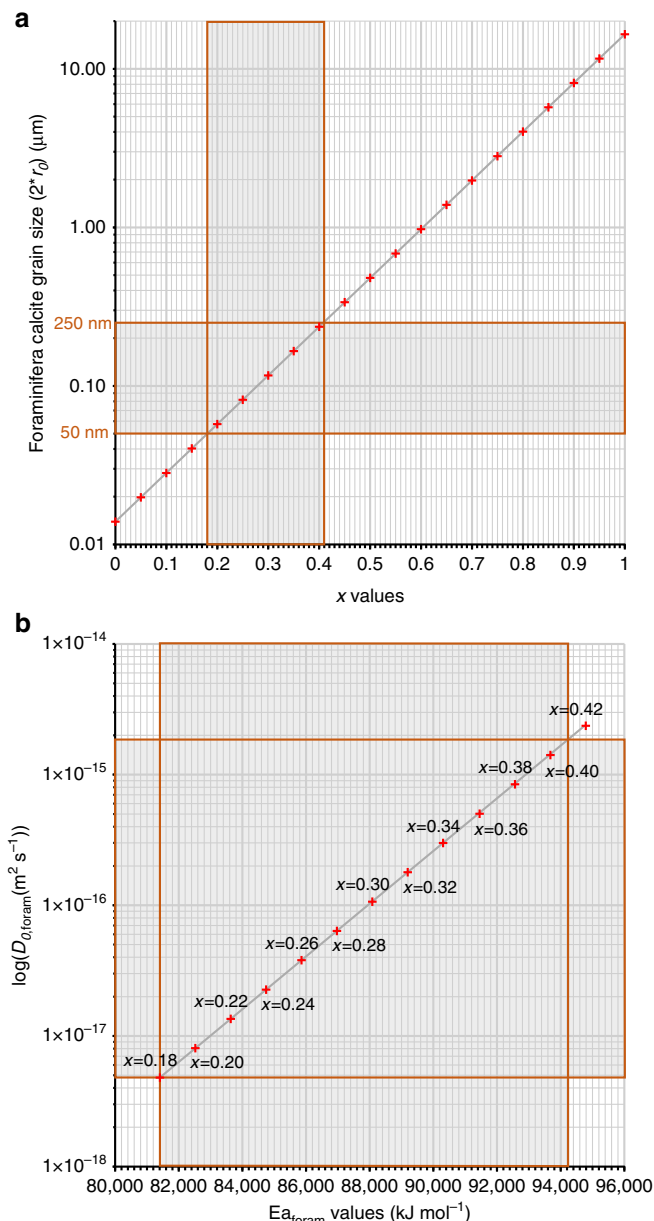 a
Foraminifera calcite grain size (2*r0) (µm)
10.00
1.00
250 nm
0.10
50 nm
0.01
0 0.1 0.2 0.3 0.4 0.5 0.6 0.7 0.8 0.9 1
x values
b
log(D0,foram(m² s⁻¹))
1×10⁻¹⁴
x=0.42
1×10⁻¹⁵
x=0.38
x=0.40
x=0.34
x=0.36
1×10⁻¹⁶
x=0.30
x=0.32
x=0.26
x=0.28
x=0.22
x=0.24
1×10⁻¹⁷
x=0.18
x=0.20
1×10⁻¹⁸
80,000 82,000 84,000 86,000 88,000 90,000 92,000 94,000 96,000
Eaforam values (kJ mol⁻¹)